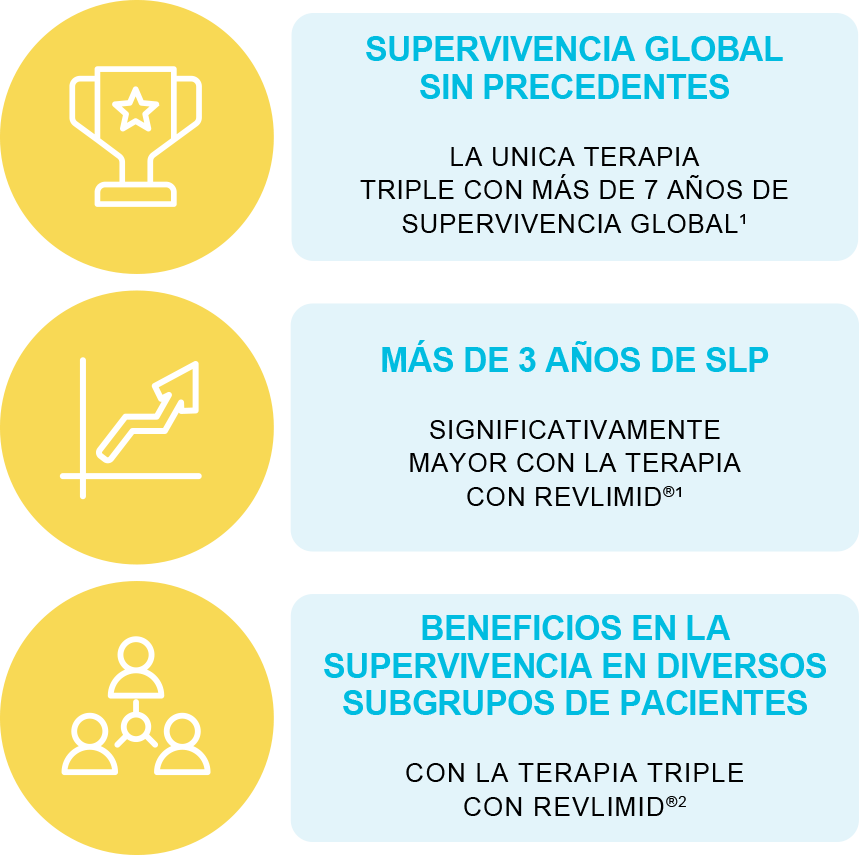 SUPERVIVENCIA GLOBAL
SIN PRECEDENTES
LA UNICA TERAPIA
TRIPLE CON MÁS DE 7 AÑOS DE
SUPERVIVENCIA GLOBAL¹
MÁS DE 3 AÑOS DE SLP
SIGNIFICATIVAMENTE
MAYOR CON LA TERAPIA
CON REVLIMID®¹
BENEFICIOS EN LA
SUPERVIVENCIA EN DIVERSOS
SUBGRUPOS DE PACIENTES
CON LA TERAPIA TRIPLE
CON REVLIMID®²